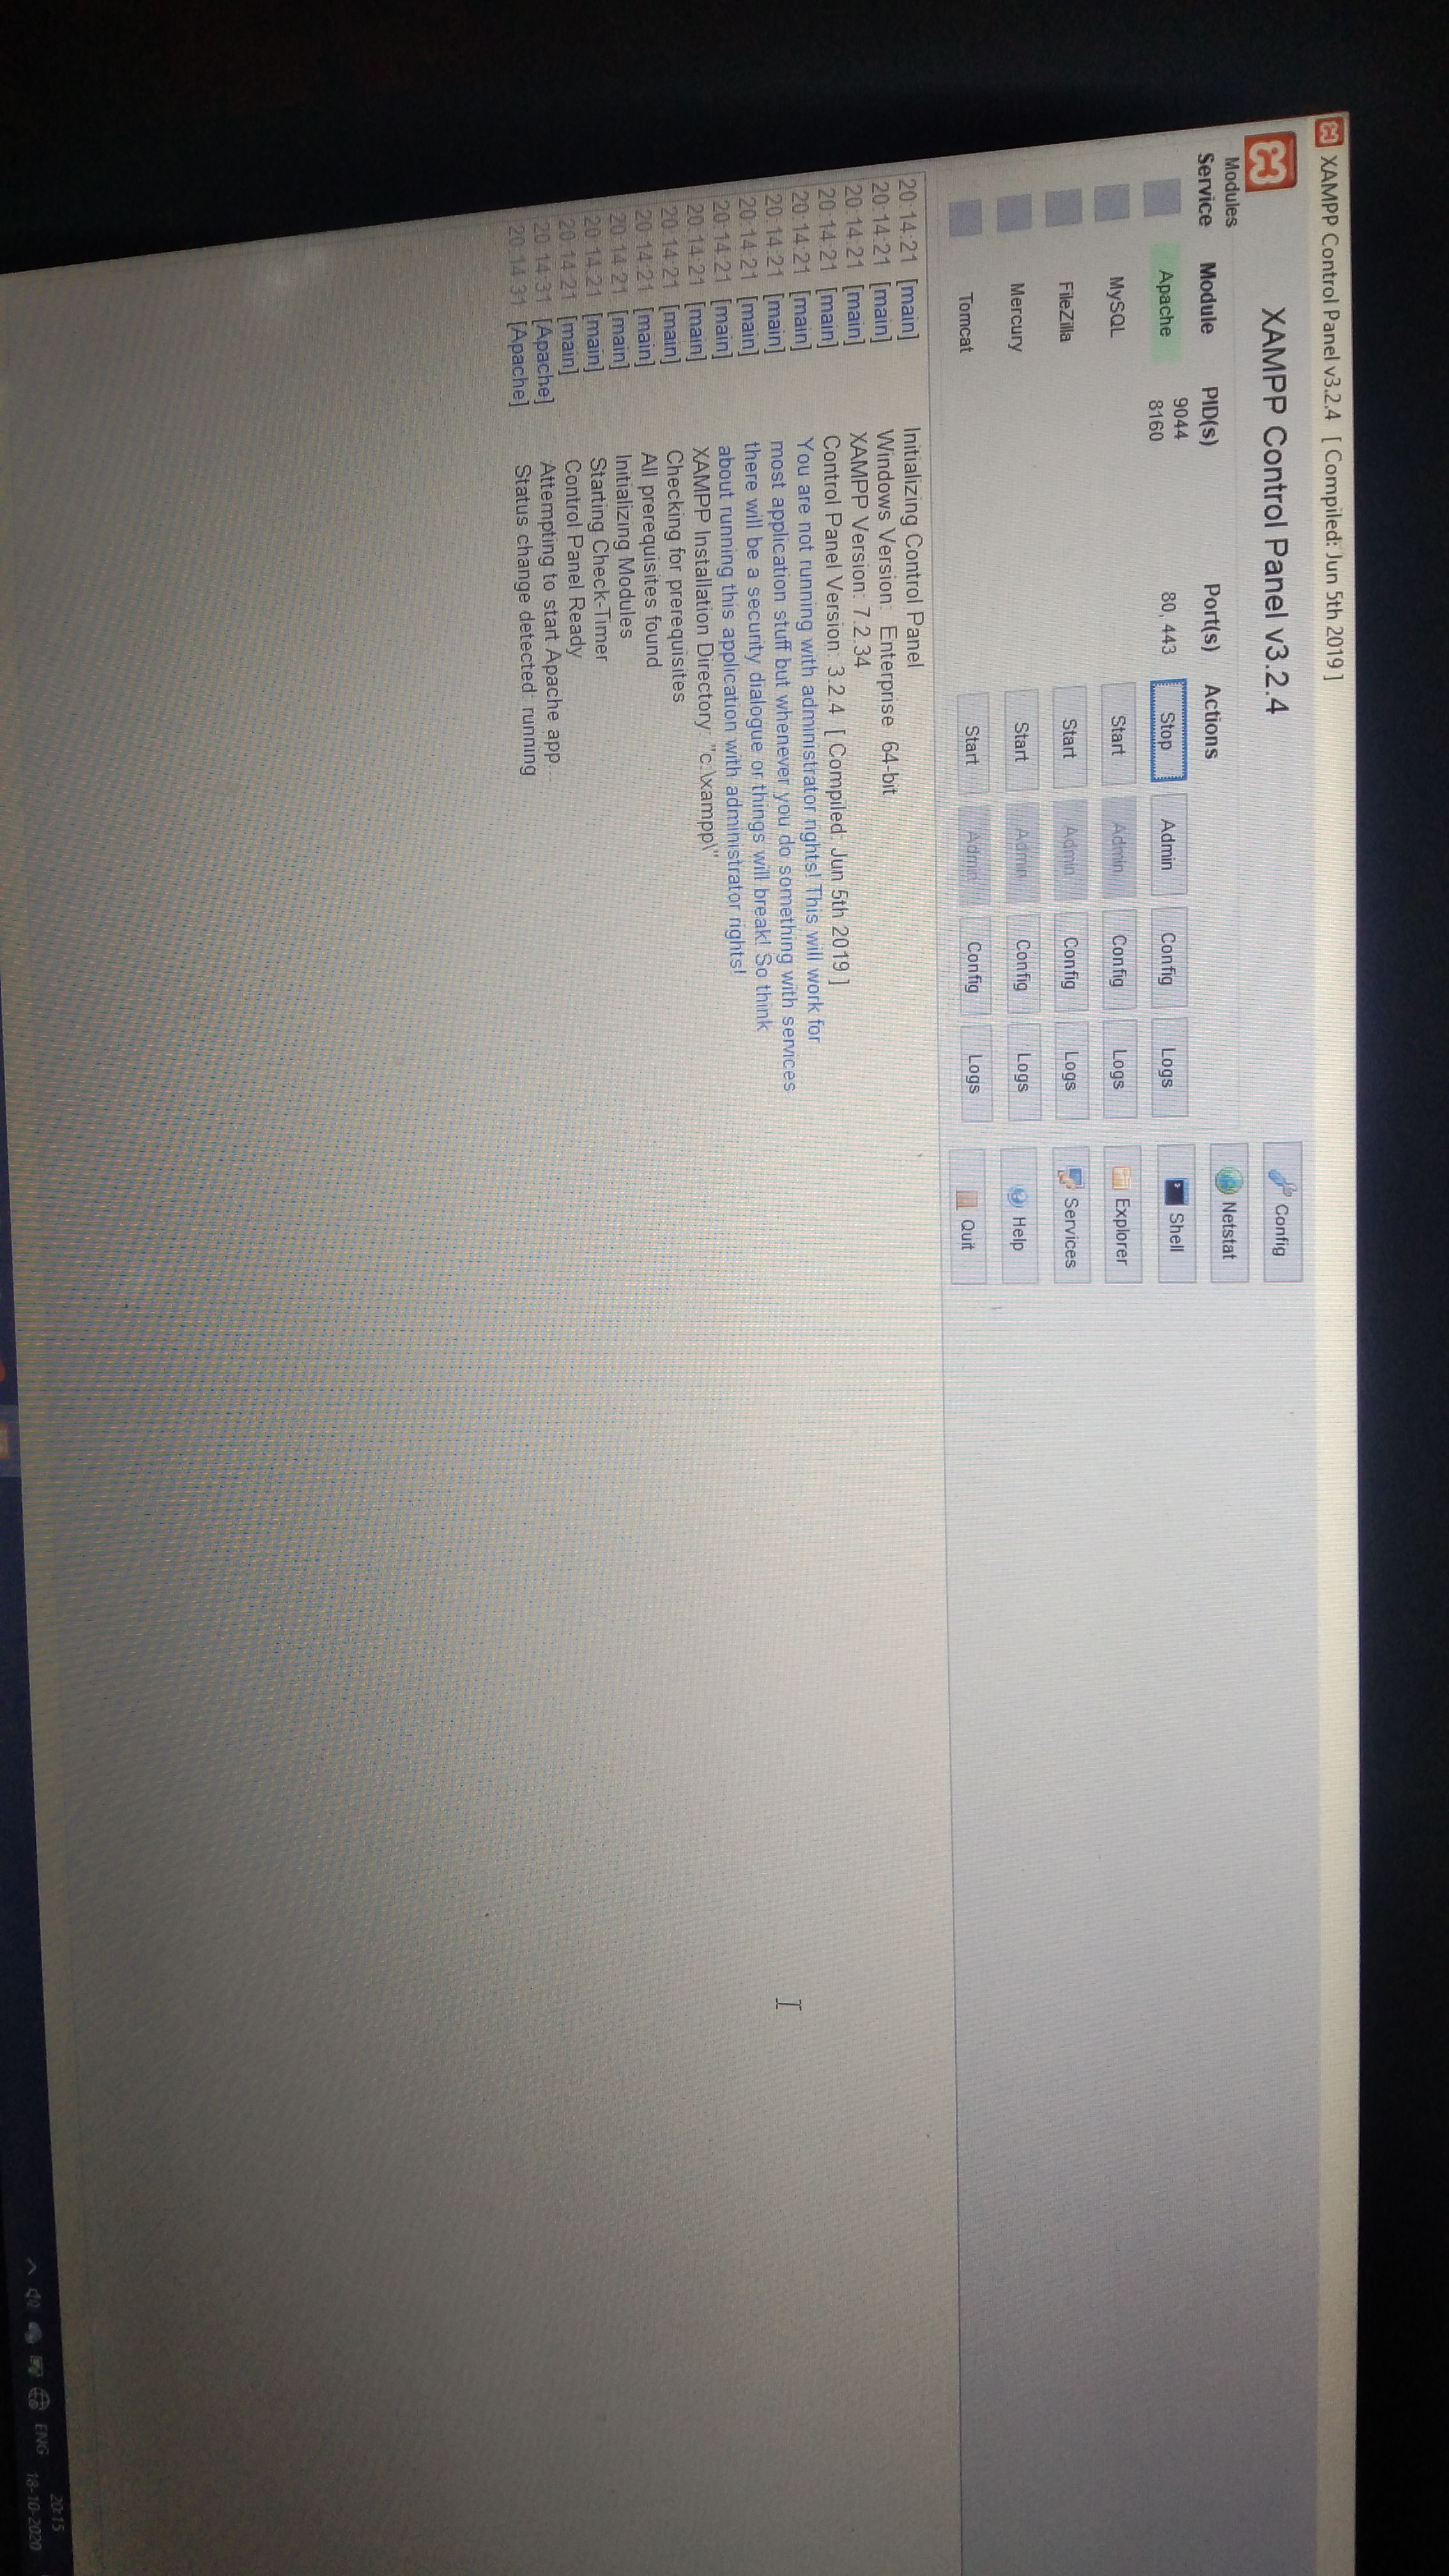 XAMPP Control Panel v3.2.4 [ Compiled: Jun 5th 2019 ]
XAMPP Control Panel v3.2.4
Config
Modules
Service Module PID(s) Port(s) Actions
Netstat
Apache 9044 80, 443 Stop Admin Config Logs
8160
Shell
MySQL Start Admin Config Logs
Explorer
FileZilla Start Admin Config Logs
Services
Mercury Start Admin Config Logs
Help
Tomcat Start Admin Config Logs
Quit
20:14:21 [main] Initializing Control Panel
20:14:21 [main] Windows Version: Enterprise 64-bit
20:14:21 [main] XAMPP Version: 7.2.34
20:14:21 [main] Control Panel Version: 3.2.4 [ Compiled: Jun 5th 2019 ]
20:14:21 [main] You are not running with administrator rights! This will work for
20:14:21 [main] most application stuff but whenever you do something with services
20:14:21 [main] there will be a security dialogue or things will break! So think
20:14:21 [main] about running this application with administrator rights!
20:14:21 [main] XAMPP Installation Directory: "c:\xampp\"
20:14:21 [main] Checking for prerequisites
20:14:21 [main] All prerequisites found
20:14:21 [main] Initializing Modules
20:14:21 [main] Starting Check-Timer
20:14:21 [main] Control Panel Ready
20:14:31 [Apache] Attempting to start Apache app...
20:14:31 [Apache] Status change detected: running
ENG
20:15
18-10-2020